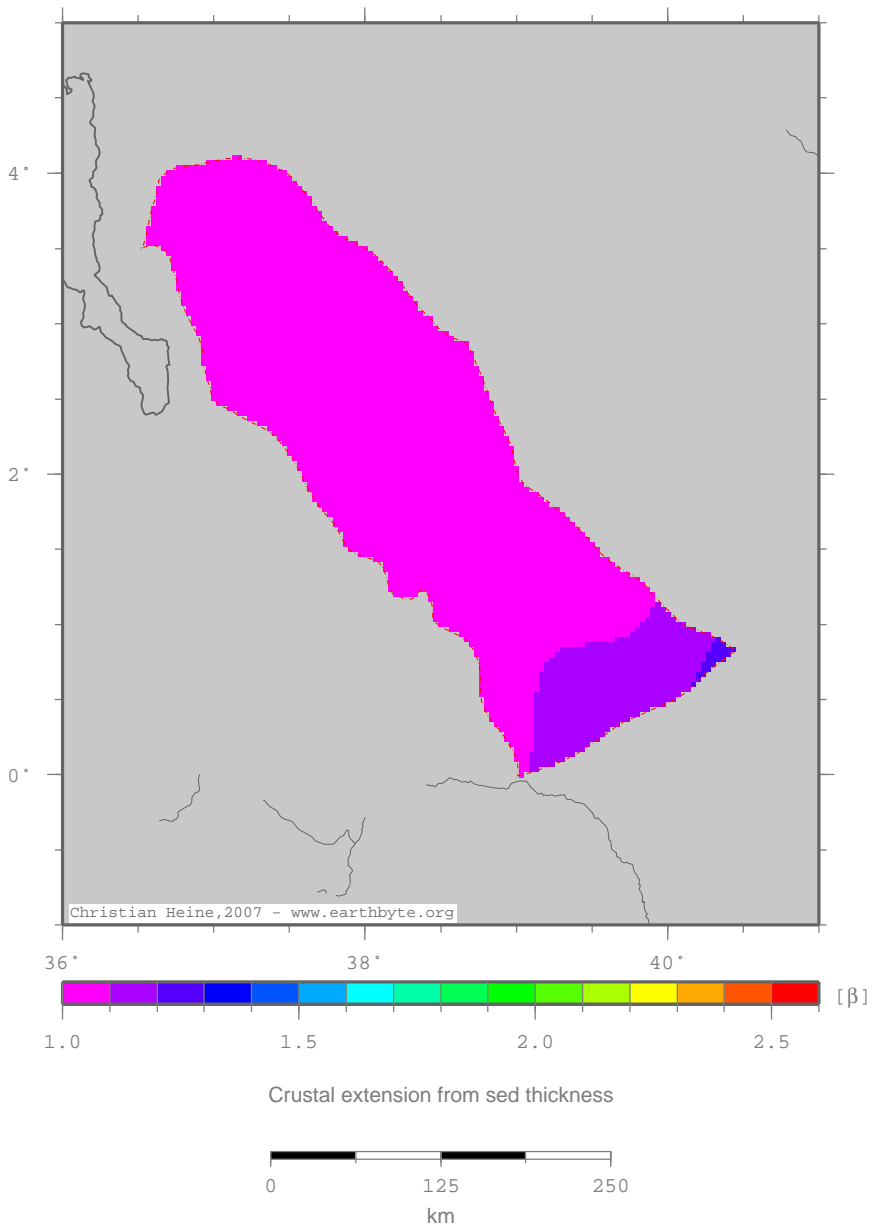 4°
2°
0°
Christian Heine,2007 - www.earthbyte.org
36° 38° 40°
[β]
1.0 1.5 2.0 2.5
Crustal extension from sed thickness
0 125 250
km